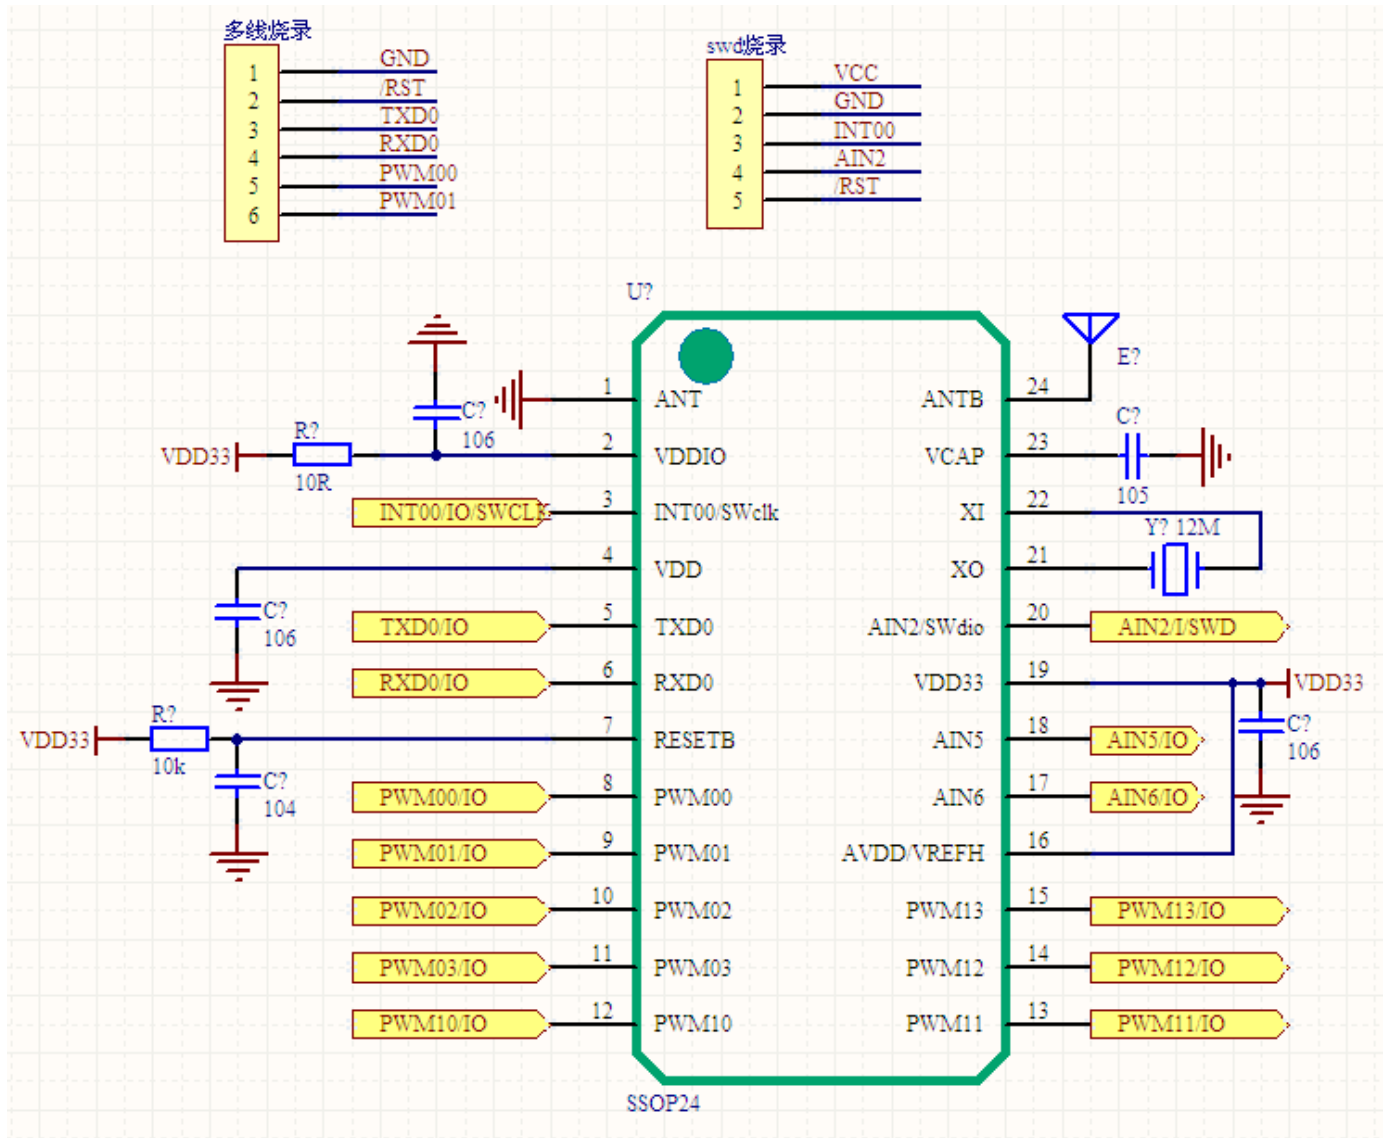 多线烧录
1 GND
2 /RST
3 TXD0
4 RXD0
5 PWM00
6 PWM01
swd烧录
1 VCC
2 GND
3 INT00
4 AIN2
5 /RST
U?
E?
1 ANT
ANTB 24
C?
106
C?
105
VDD33
R?
10R
2 VDDIO
VCAP 23
INT00/IO/SWCLK
3 INT00/SWclk
XI 22
Y? 12M
4 VDD
XO 21
C?
106
TXD0/IO
5 TXD0
AIN2/SWdio 20
AIN2/I/SWD
RXD0/IO
6 RXD0
VDD33 19
VDD33
C?
106
VDD33
R?
10k
7 RESETB
AIN5 18
AIN5/IO
C?
104
PWM00/IO
8 PWM00
AIN6 17
AIN6/IO
PWM01/IO
9 PWM01
AVDD/VREFH 16
PWM02/IO
10 PWM02
PWM13 15
PWM13/IO
PWM03/IO
11 PWM03
PWM12 14
PWM12/IO
PWM10/IO
12 PWM10
PWM11 13
PWM11/IO
SSOP24